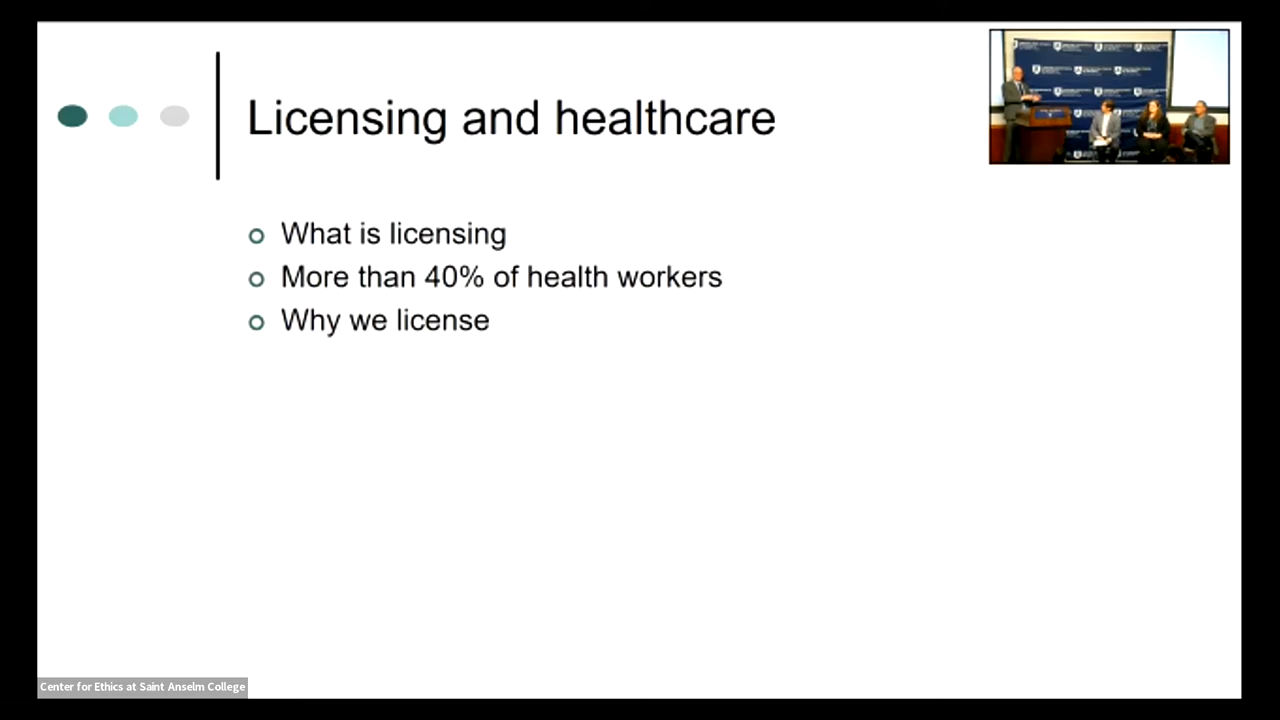 Licensing and healthcare
What is licensing
More than 40% of health workers
Why we license
Center for Ethics at Saint Anselm College